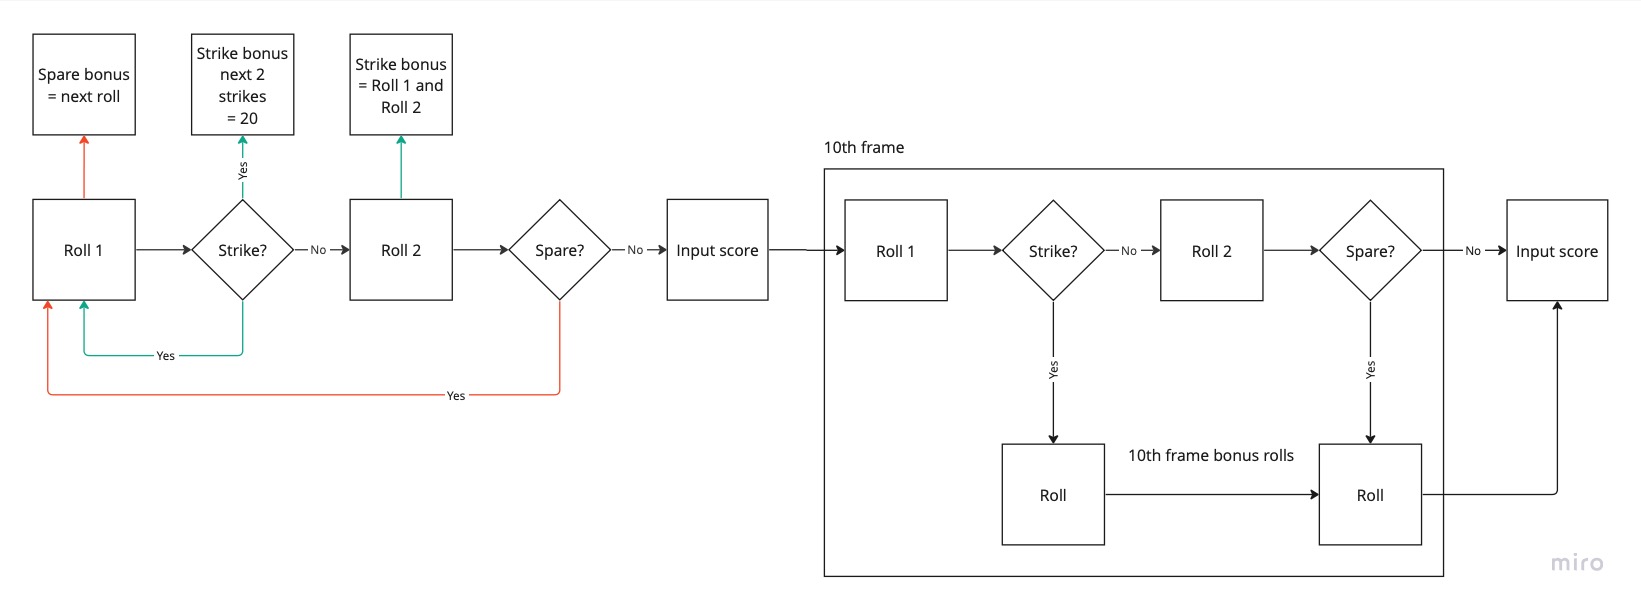 Spare bonus
= next roll
Strike bonus
next 2
strikes
= 20
Strike bonus
= Roll 1 and
Roll 2
Yes
10th frame
Roll 1
Strike?
No
Roll 2
Spare?
No
Input score
Roll 1
Strike?
No
Roll 2
Spare?
No
Input score
Yes
Yes
Yes
Yes
10th frame bonus rolls
Roll
Roll
miro